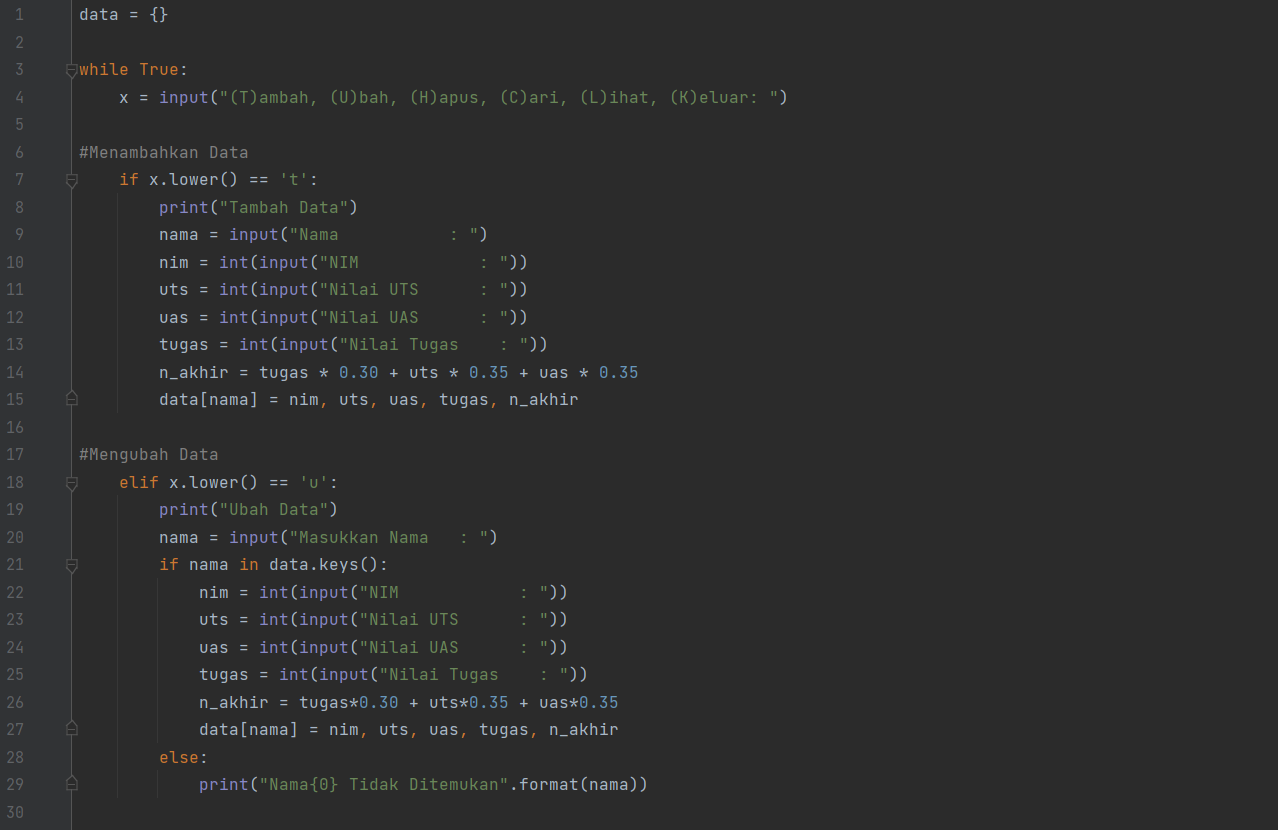 1 data = {}
2
3 while True:
4     x = input("(T)ambah, (U)bah, (H)apus, (C)ari, (L)ihat, (K)eluar: ")
5
6 #Menambahkan Data
7     if x.lower() == 't':
8         print("Tambah Data")
9         nama = input("Nama           : ")
10         nim = int(input("NIM            : "))
11         uts = int(input("Nilai UTS      : "))
12         uas = int(input("Nilai UAS      : "))
13         tugas = int(input("Nilai Tugas    : "))
14         n_akhir = tugas * 0.30 + uts * 0.35 + uas * 0.35
15         data[nama] = nim, uts, uas, tugas, n_akhir
16
17 #Mengubah Data
18     elif x.lower() == 'u':
19         print("Ubah Data")
20         nama = input("Masukkan Nama   : ")
21         if nama in data.keys():
22             nim = int(input("NIM            : "))
23             uts = int(input("Nilai UTS      : "))
24             uas = int(input("Nilai UAS      : "))
25             tugas = int(input("Nilai Tugas    : "))
26             n_akhir = tugas*0.30 + uts*0.35 + uas*0.35
27             data[nama] = nim, uts, uas, tugas, n_akhir
28         else:
29             print("Nama{0} Tidak Ditemukan".format(nama))
30